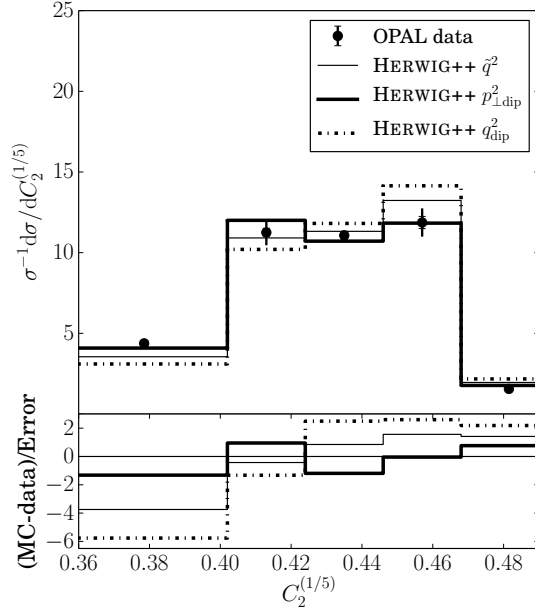 25
20
15
10
5
σ⁻¹dσ/dC₂^(1/5)
OPAL data
HERWIG++ q̃²
HERWIG++ p²⊥dip
HERWIG++ q²dip
2
0
−2
−4
−6
(MC-data)/Error
0.36 0.38 0.40 0.42 0.44 0.46 0.48
C₂^(1/5)